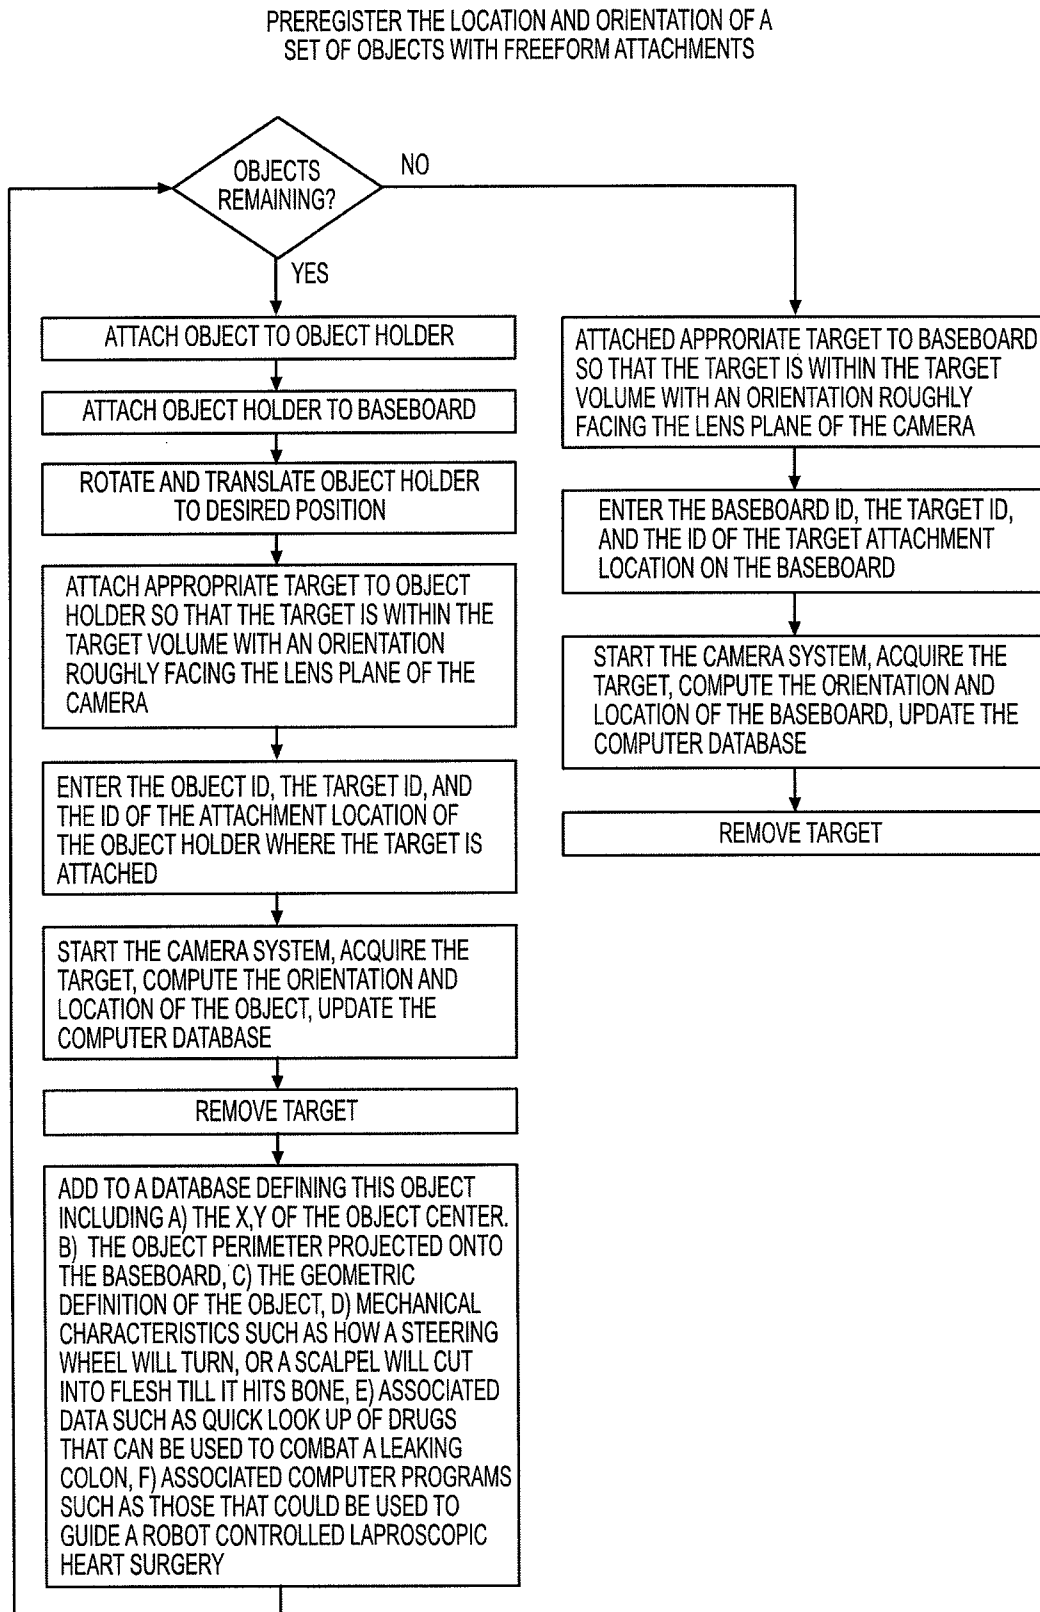 PREREGISTER THE LOCATION AND ORIENTATION OF A
SET OF OBJECTS WITH FREEFORM ATTACHMENTS
OBJECTS
REMAINING?
NO
YES
ATTACH OBJECT TO OBJECT HOLDER
ATTACH OBJECT HOLDER TO BASEBOARD
ROTATE AND TRANSLATE OBJECT HOLDER
TO DESIRED POSITION
ATTACH APPROPRIATE TARGET TO OBJECT
HOLDER SO THAT THE TARGET IS WITHIN THE
TARGET VOLUME WITH AN ORIENTATION
ROUGHLY FACING THE LENS PLANE OF THE
CAMERA
ENTER THE OBJECT ID, THE TARGET ID, AND
THE ID OF THE ATTACHMENT LOCATION OF
THE OBJECT HOLDER WHERE THE TARGET IS
ATTACHED
START THE CAMERA SYSTEM, ACQUIRE THE
TARGET, COMPUTE THE ORIENTATION AND
LOCATION OF THE OBJECT, UPDATE THE
COMPUTER DATABASE
REMOVE TARGET
ADD TO A DATABASE DEFINING THIS OBJECT
INCLUDING A) THE X,Y OF THE OBJECT CENTER.
B) THE OBJECT PERIMETER PROJECTED ONTO
THE BASEBOARD, C) THE GEOMETRIC
DEFINITION OF THE OBJECT, D) MECHANICAL
CHARACTERISTICS SUCH AS HOW A STEERING
WHEEL WILL TURN, OR A SCALPEL WILL CUT
INTO FLESH TILL IT HITS BONE, E) ASSOCIATED
DATA SUCH AS QUICK LOOK UP OF DRUGS
THAT CAN BE USED TO COMBAT A LEAKING
COLON, F) ASSOCIATED COMPUTER PROGRAMS
SUCH AS THOSE THAT COULD BE USED TO
GUIDE A ROBOT CONTROLLED LAPROSCOPIC
HEART SURGERY
ATTACHED APPRORIATE TARGET TO BASEBOARD
SO THAT THE TARGET IS WITHIN THE TARGET
VOLUME WITH AN ORIENTATION ROUGHLY
FACING THE LENS PLANE OF THE CAMERA
ENTER THE BASEBOARD ID, THE TARGET ID,
AND THE ID OF THE TARGET ATTACHMENT
LOCATION ON THE BASEBOARD
START THE CAMERA SYSTEM, ACQUIRE THE
TARGET, COMPUTE THE ORIENTATION AND
LOCATION OF THE BASEBOARD, UPDATE THE
COMPUTER DATABASE
REMOVE TARGET